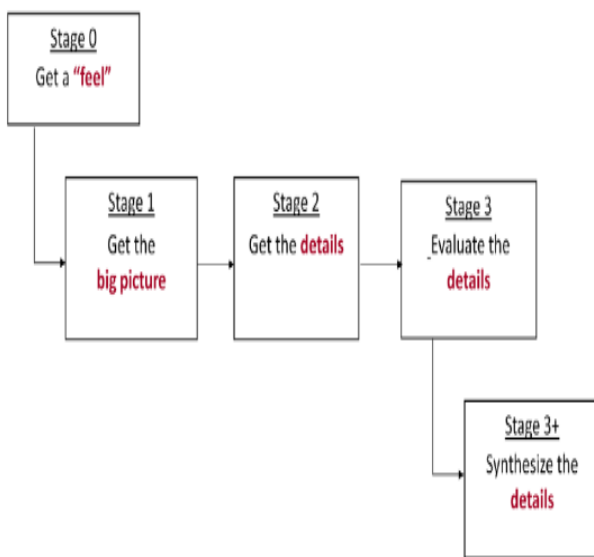 Stage 0
Get a “feel”
Stage 1
Get the
big picture
Stage 2
Get the details
Stage 3
Evaluate the
details
Stage 3+
Synthesize the
details